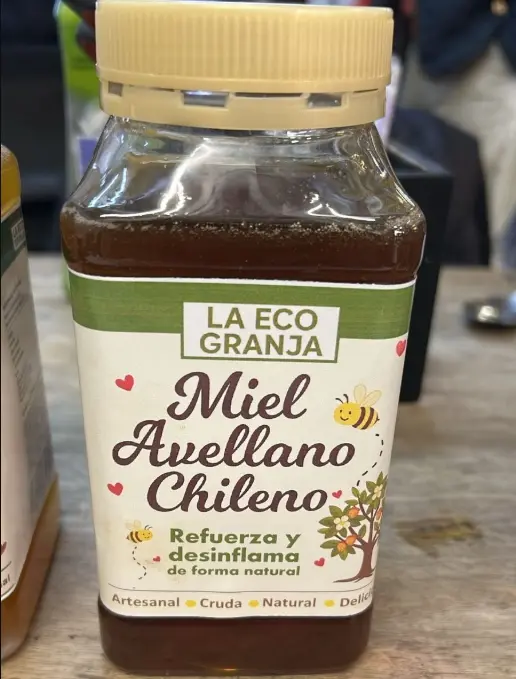 LA ECO
GRANJA
Miel
Avellano
Chileno
Refuerza y
desinflama
de forma natural
Artesanal • Cruda • Natural •